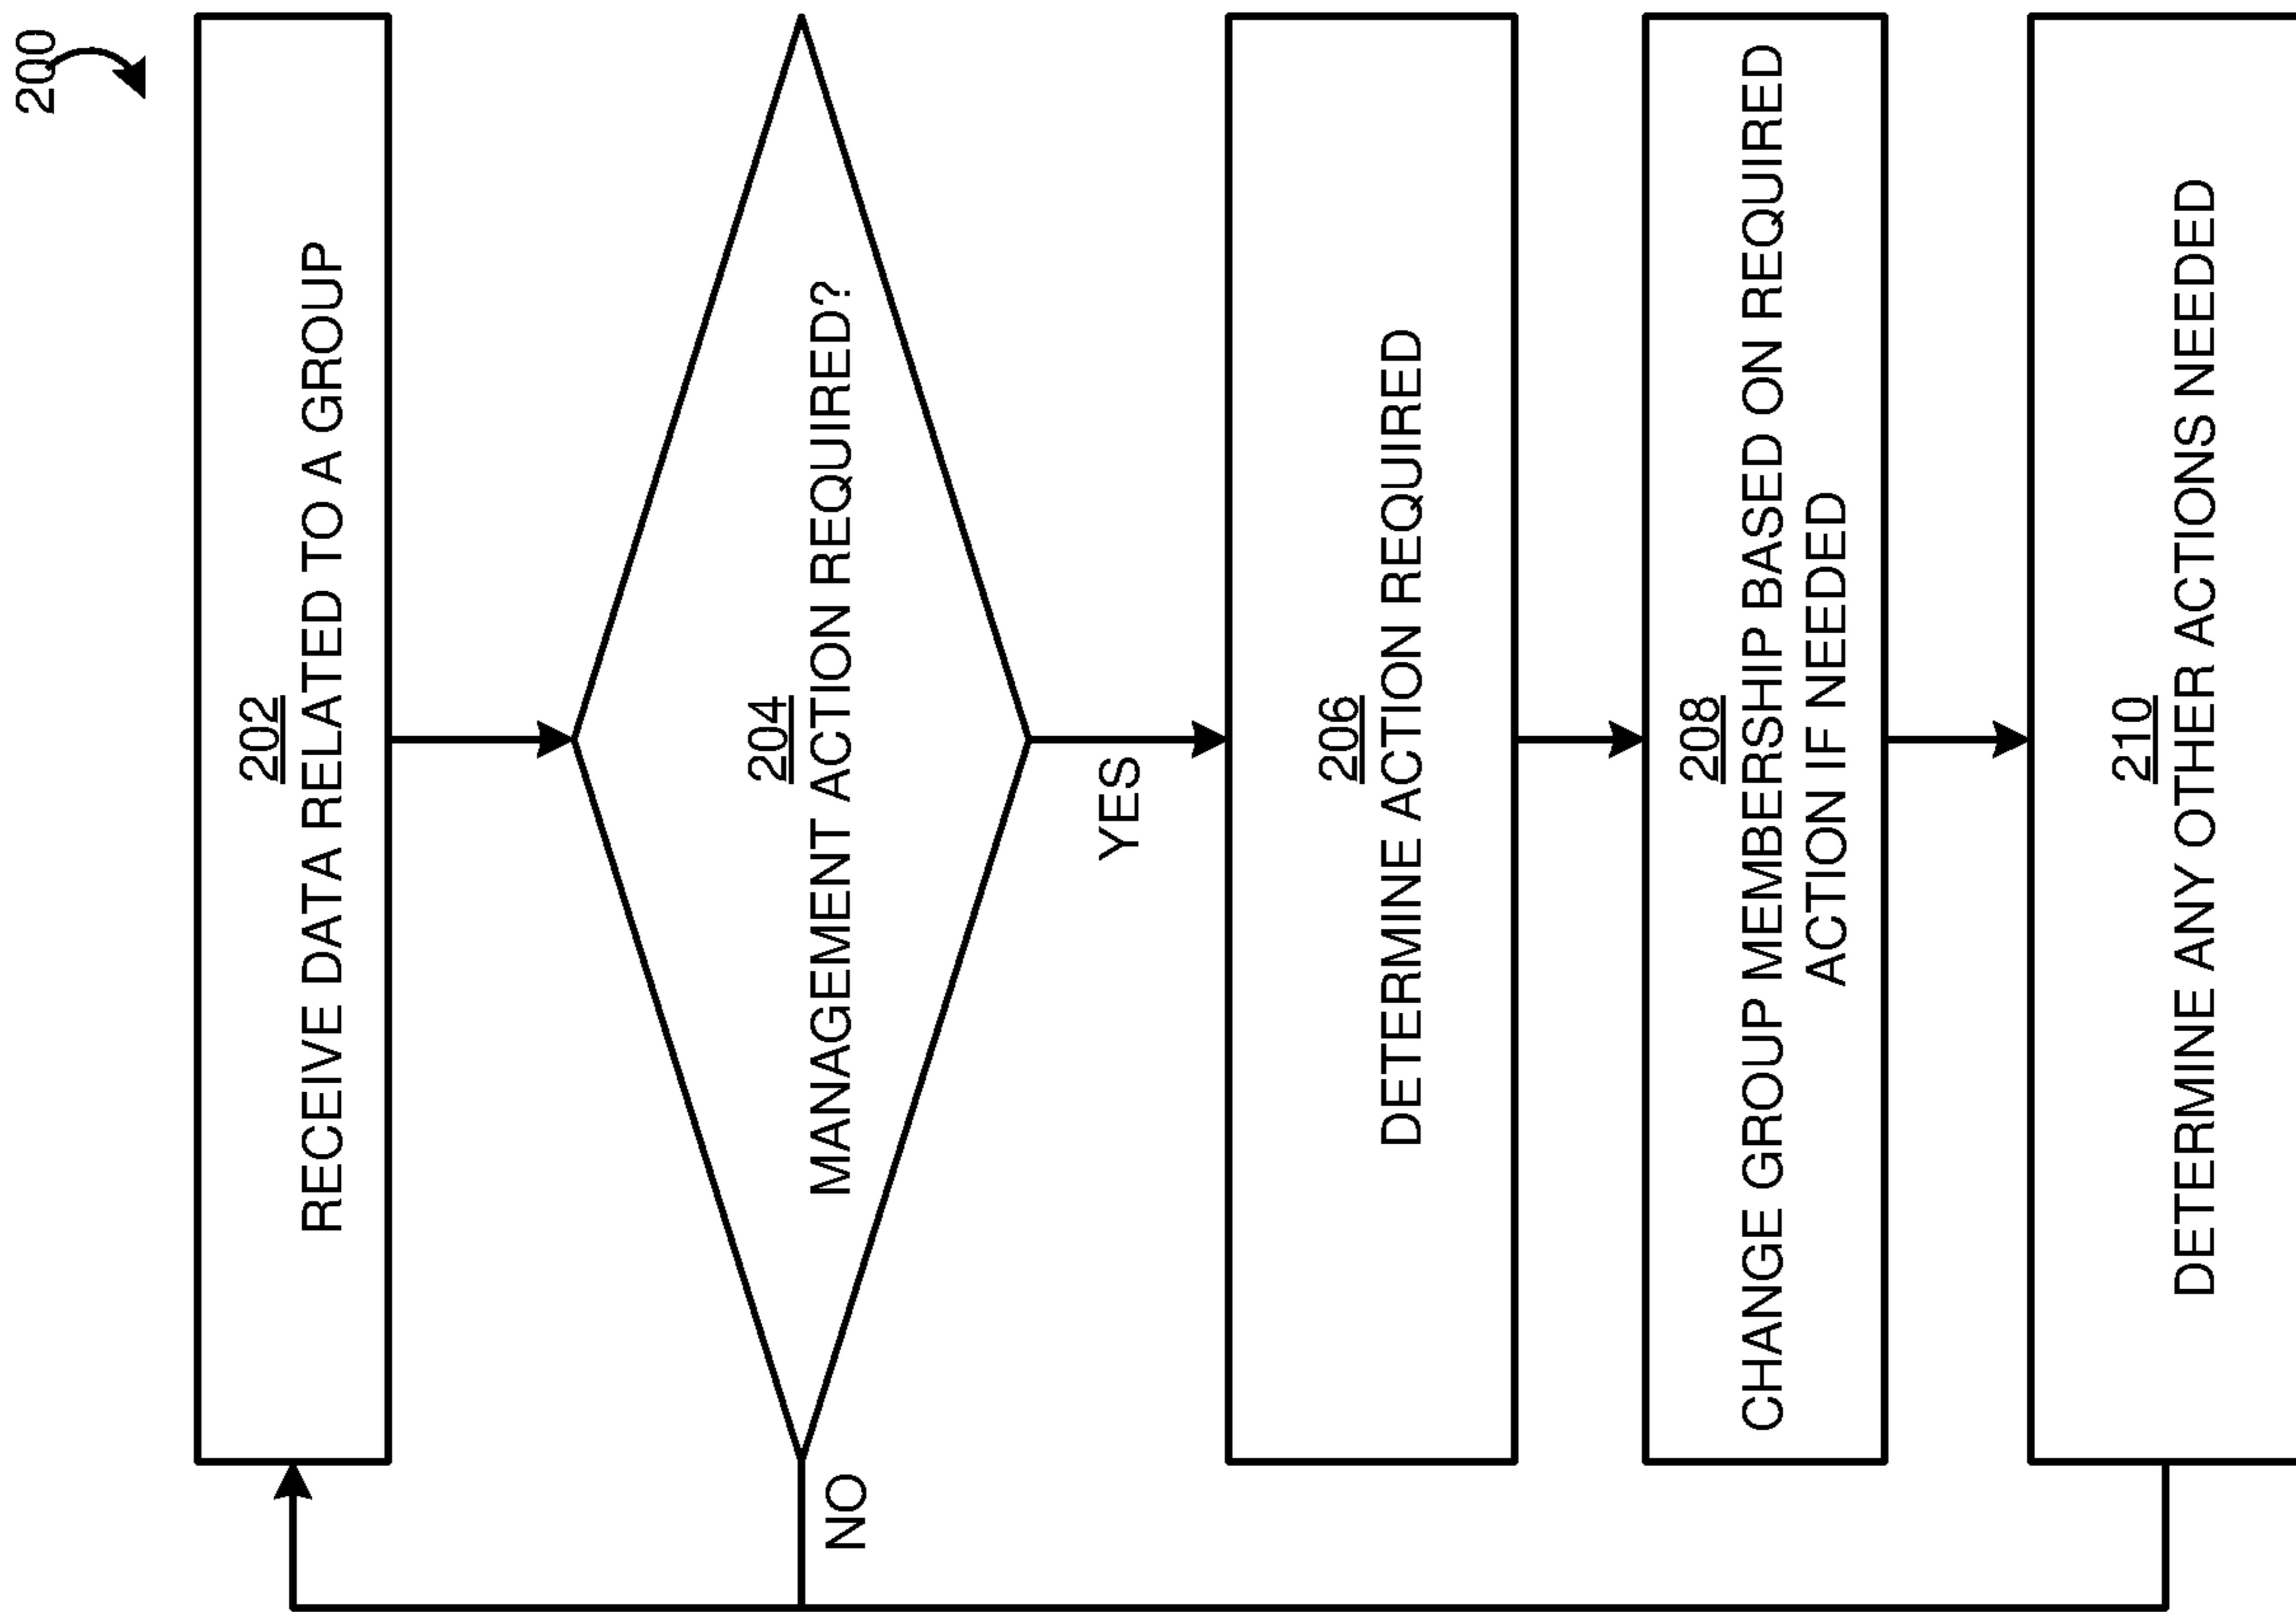 200
202
RECEIVE DATA RELATED TO A GROUP
204
MANAGEMENT ACTION REQUIRED?
NO
YES
206
DETERMINE ACTION REQUIRED
208
CHANGE GROUP MEMBERSHIP BASED ON REQUIRED
ACTION IF NEEDED
210
DETERMINE ANY OTHER ACTIONS NEEDED